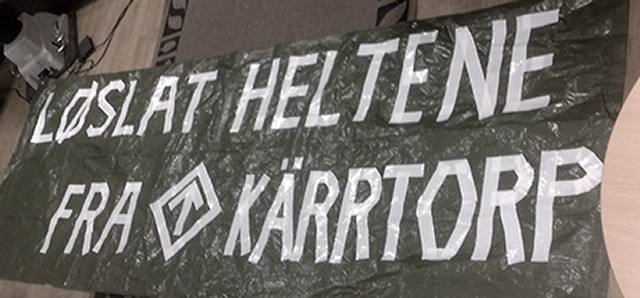 LØSLAT HELTENE
FRA KÄRRTORP